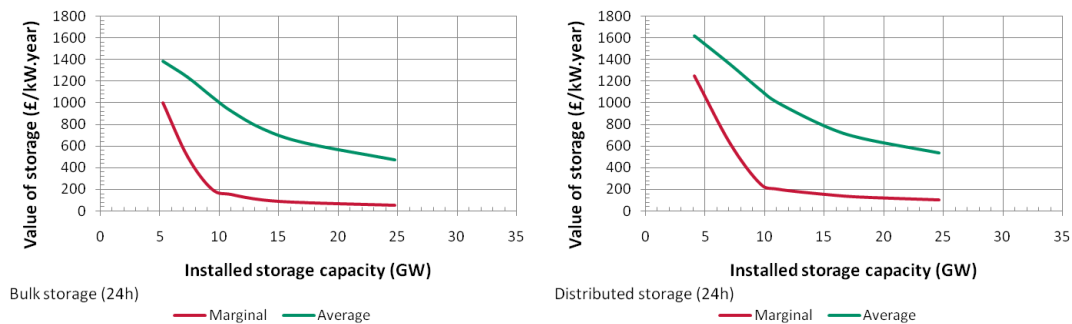 Value of storage (£/kW.year)
1800
1600
1400
1200
1000
800
600
400
200
0
0 5 10 15 20 25 30 35
Installed storage capacity (GW)
Bulk storage (24h)
Marginal Average
Value of storage (£/kW.year)
1800
1600
1400
1200
1000
800
600
400
200
0
0 5 10 15 20 25 30 35
Installed storage capacity (GW)
Distributed storage (24h)
Marginal Average